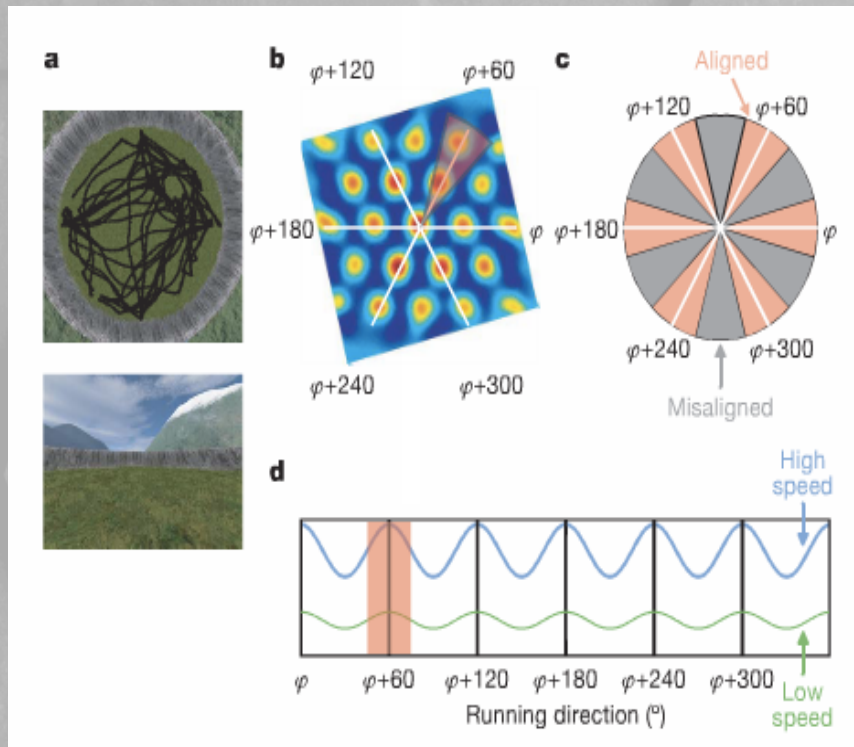 a
b
φ+120
φ+60
φ+180
φ
φ+240
φ+300
c
Aligned
φ+120
φ+60
φ+180
φ
φ+240
φ+300
Misaligned
d
High
speed
φ
φ+60
φ+120
φ+180
φ+240
φ+300
Running direction (°)
Low
speed